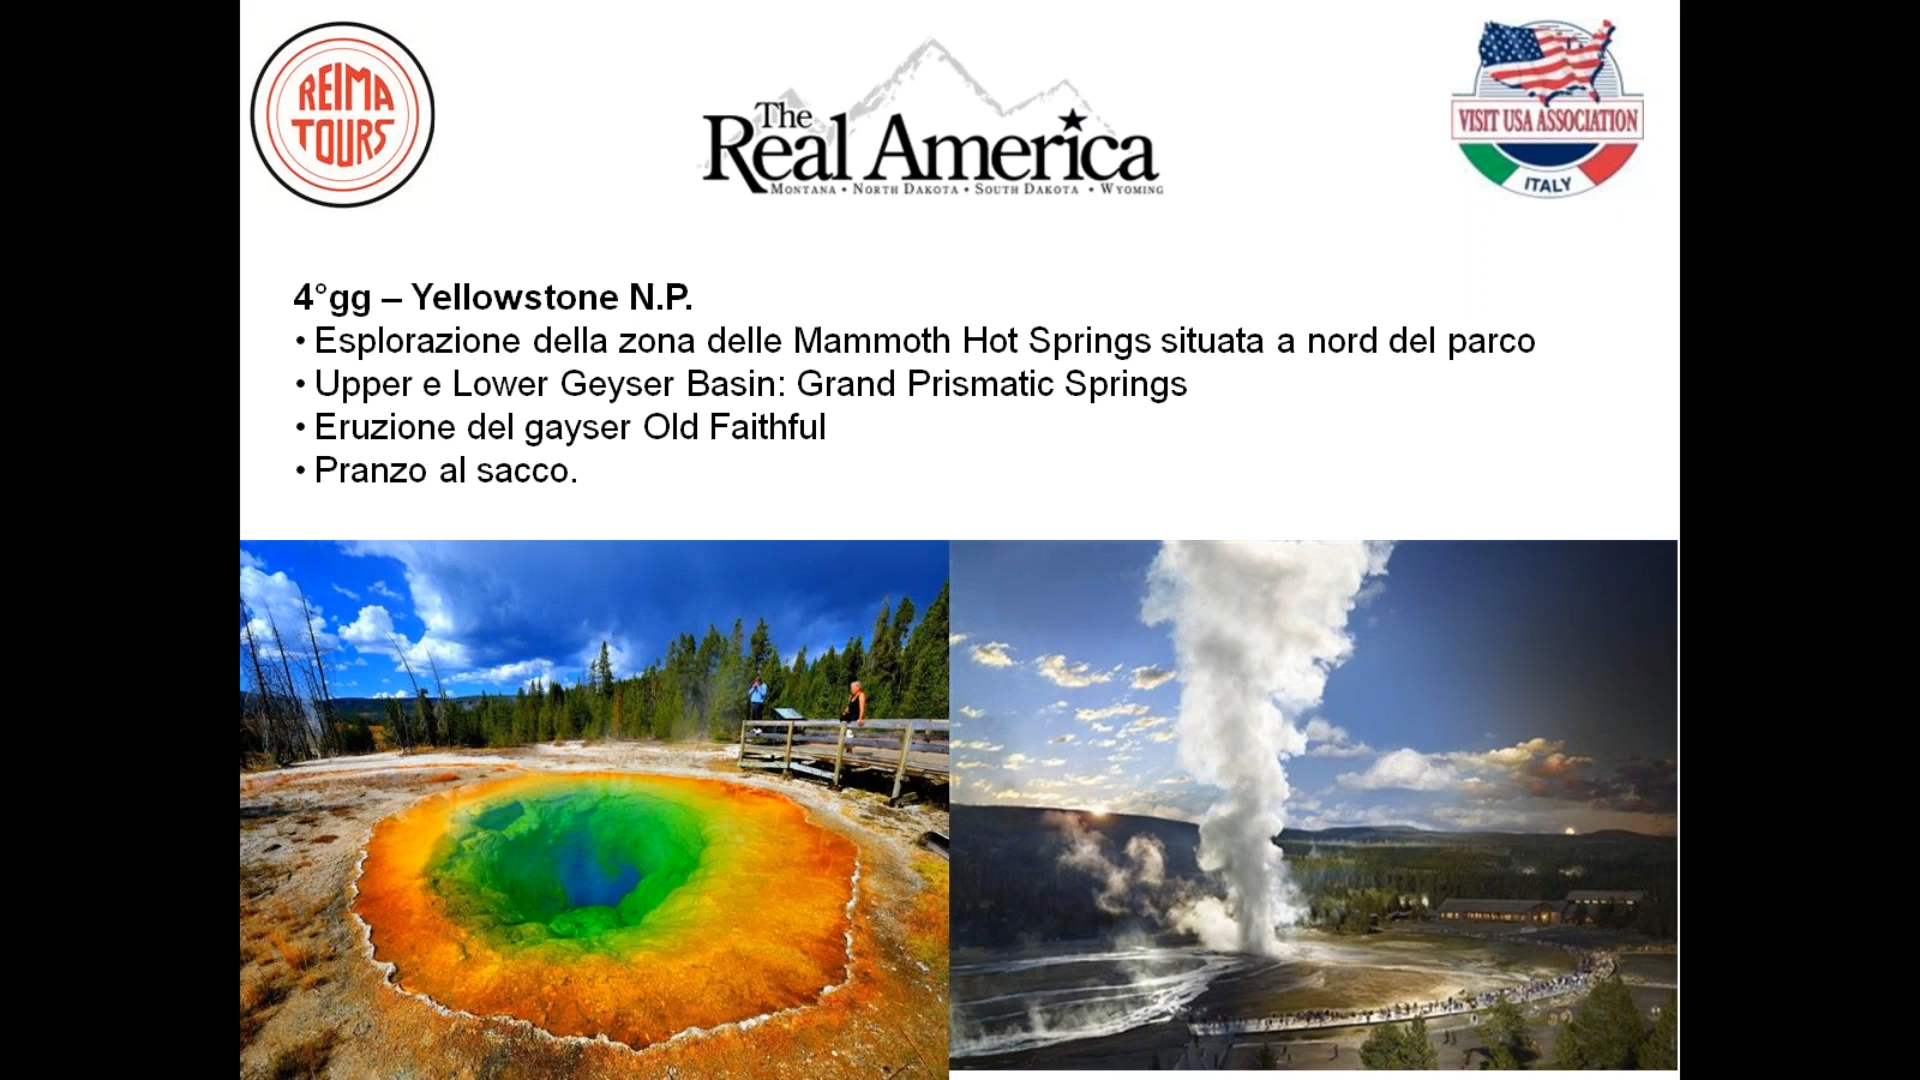 REIMA
TOURS
The
Real America
MONTANA • NORTH DAKOTA • SOUTH DAKOTA • WYOMING
VISIT USA ASSOCIATION
ITALY
4°gg – Yellowstone N.P.
• Esplorazione della zona delle Mammoth Hot Springs situata a nord del parco
• Upper e Lower Geyser Basin: Grand Prismatic Springs
• Eruzione del gayser Old Faithful
• Pranzo al sacco.